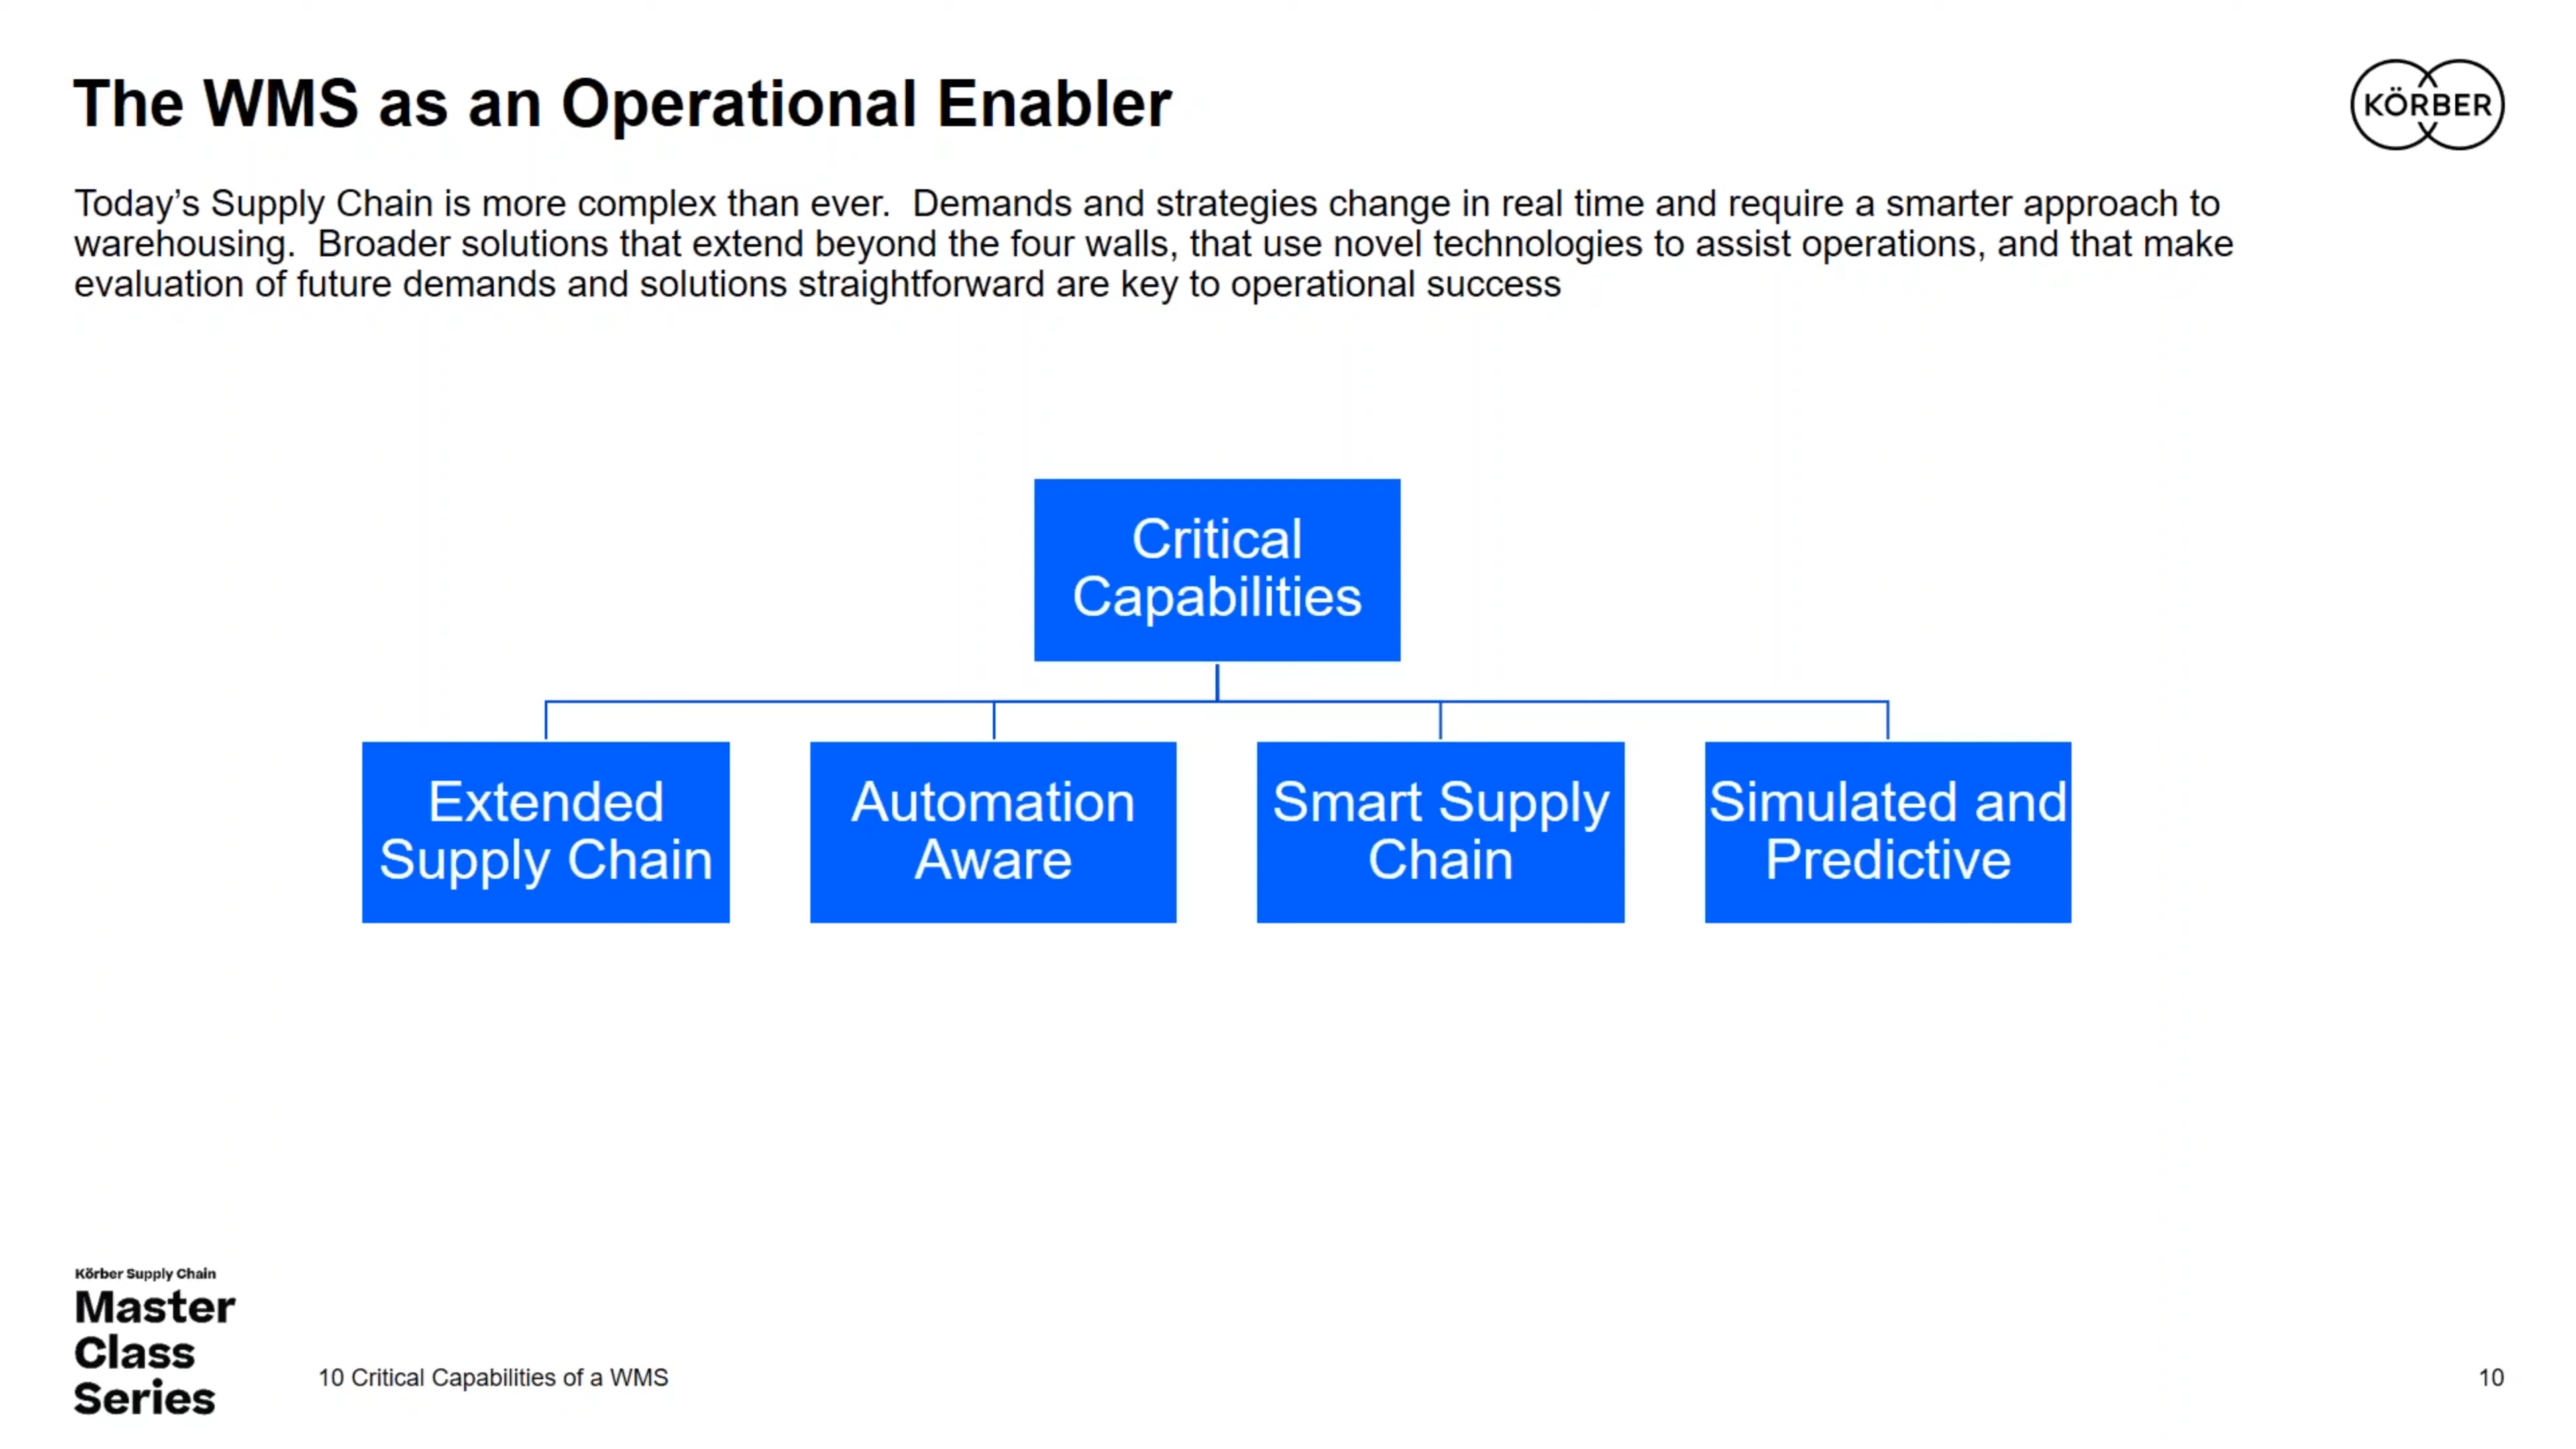 The WMS as an Operational Enabler
KÖRBER
Today’s Supply Chain is more complex than ever.  Demands and strategies change in real time and require a smarter approach to
warehousing.  Broader solutions that extend beyond the four walls, that use novel technologies to assist operations, and that make
evaluation of future demands and solutions straightforward are key to operational success
Critical
Capabilities
Extended
Supply Chain
Automation
Aware
Smart Supply
Chain
Simulated and
Predictive
Körber Supply Chain
Master
Class
Series
10 Critical Capabilities of a WMS
10